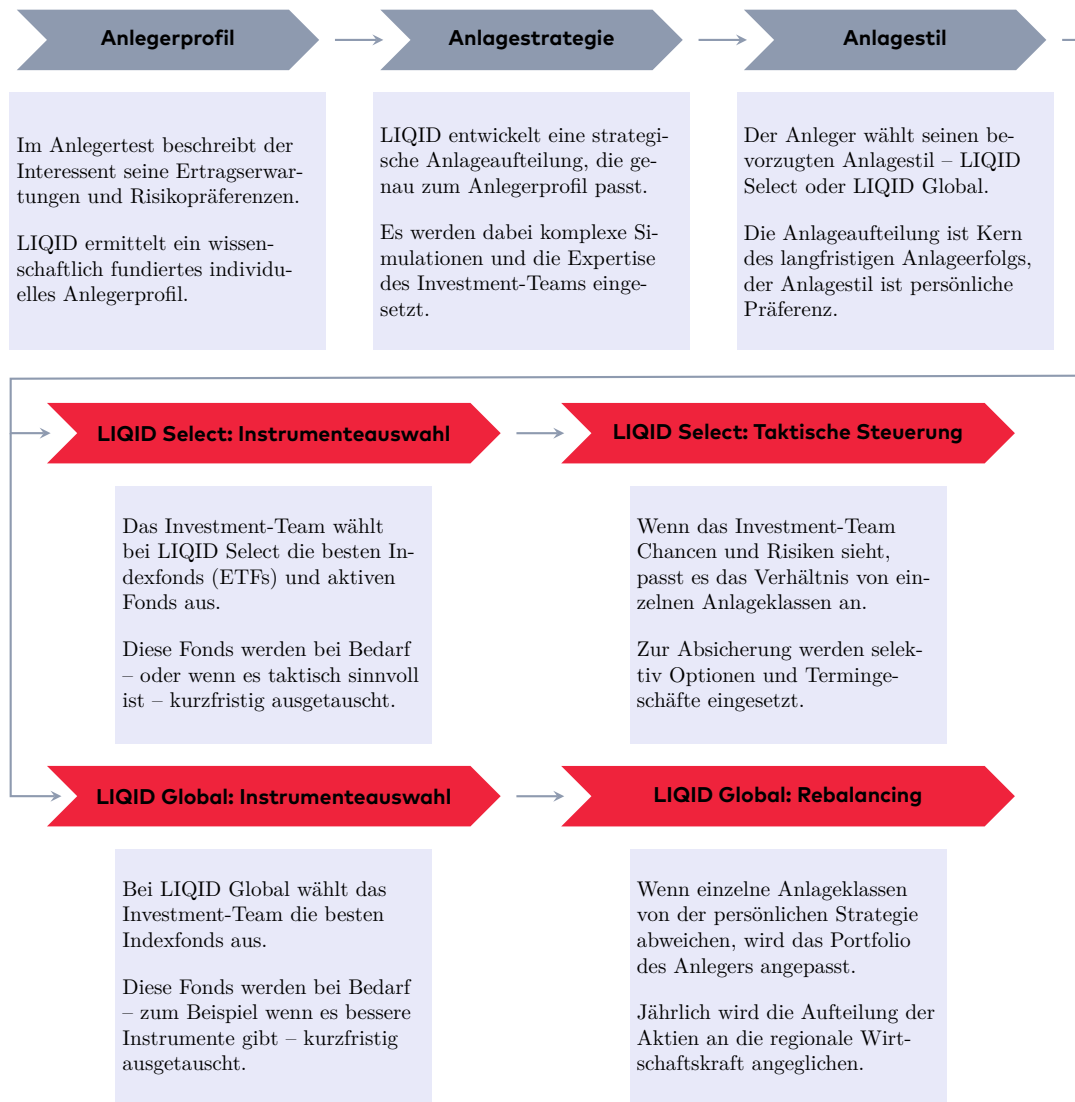 Anlegerprofil
Im Anlegertest beschreibt der
Interessent seine Ertragserwar-
tungen und Risikopräferenzen.
LIQID ermittelt ein wissen-
schaftlich fundiertes individu-
elles Anlegerprofil.
Anlagestrategie
LIQID entwickelt eine strategi-
sche Anlageaufteilung, die ge-
nau zum Anlegerprofil passt.
Es werden dabei komplexe Si-
mulationen und die Expertise
des Investment-Teams einge-
setzt.
Anlagestil
Der Anleger wählt seinen be-
vorzugten Anlagestil – LIQID
Select oder LIQID Global.
Die Anlageaufteilung ist Kern
des langfristigen Anlageerfolgs,
der Anlagestil ist persönliche
Präferenz.
LIQID Select: Instrumenteauswahl
Das Investment-Team wählt
bei LIQID Select die besten In-
dexfonds (ETFs) und aktiven
Fonds aus.
Diese Fonds werden bei Bedarf
– oder wenn es taktisch sinnvoll
ist – kurzfristig ausgetauscht.
LIQID Select: Taktische Steuerung
Wenn das Investment-Team
Chancen und Risiken sieht,
passt es das Verhältnis von ein-
zelnen Anlageklassen an.
Zur Absicherung werden selek-
tiv Optionen und Terminge-
schäfte eingesetzt.
LIQID Global: Instrumenteauswahl
Bei LIQID Global wählt das
Investment-Team die besten
Indexfonds aus.
Diese Fonds werden bei Bedarf
– zum Beispiel wenn es bessere
Instrumente gibt – kurzfristig
ausgetauscht.
LIQID Global: Rebalancing
Wenn einzelne Anlageklassen
von der persönlichen Strategie
abweichen, wird das Portfolio
des Anlegers angepasst.
Jährlich wird die Aufteilung der
Aktien an die regionale Wirt-
schaftskraft angeglichen.